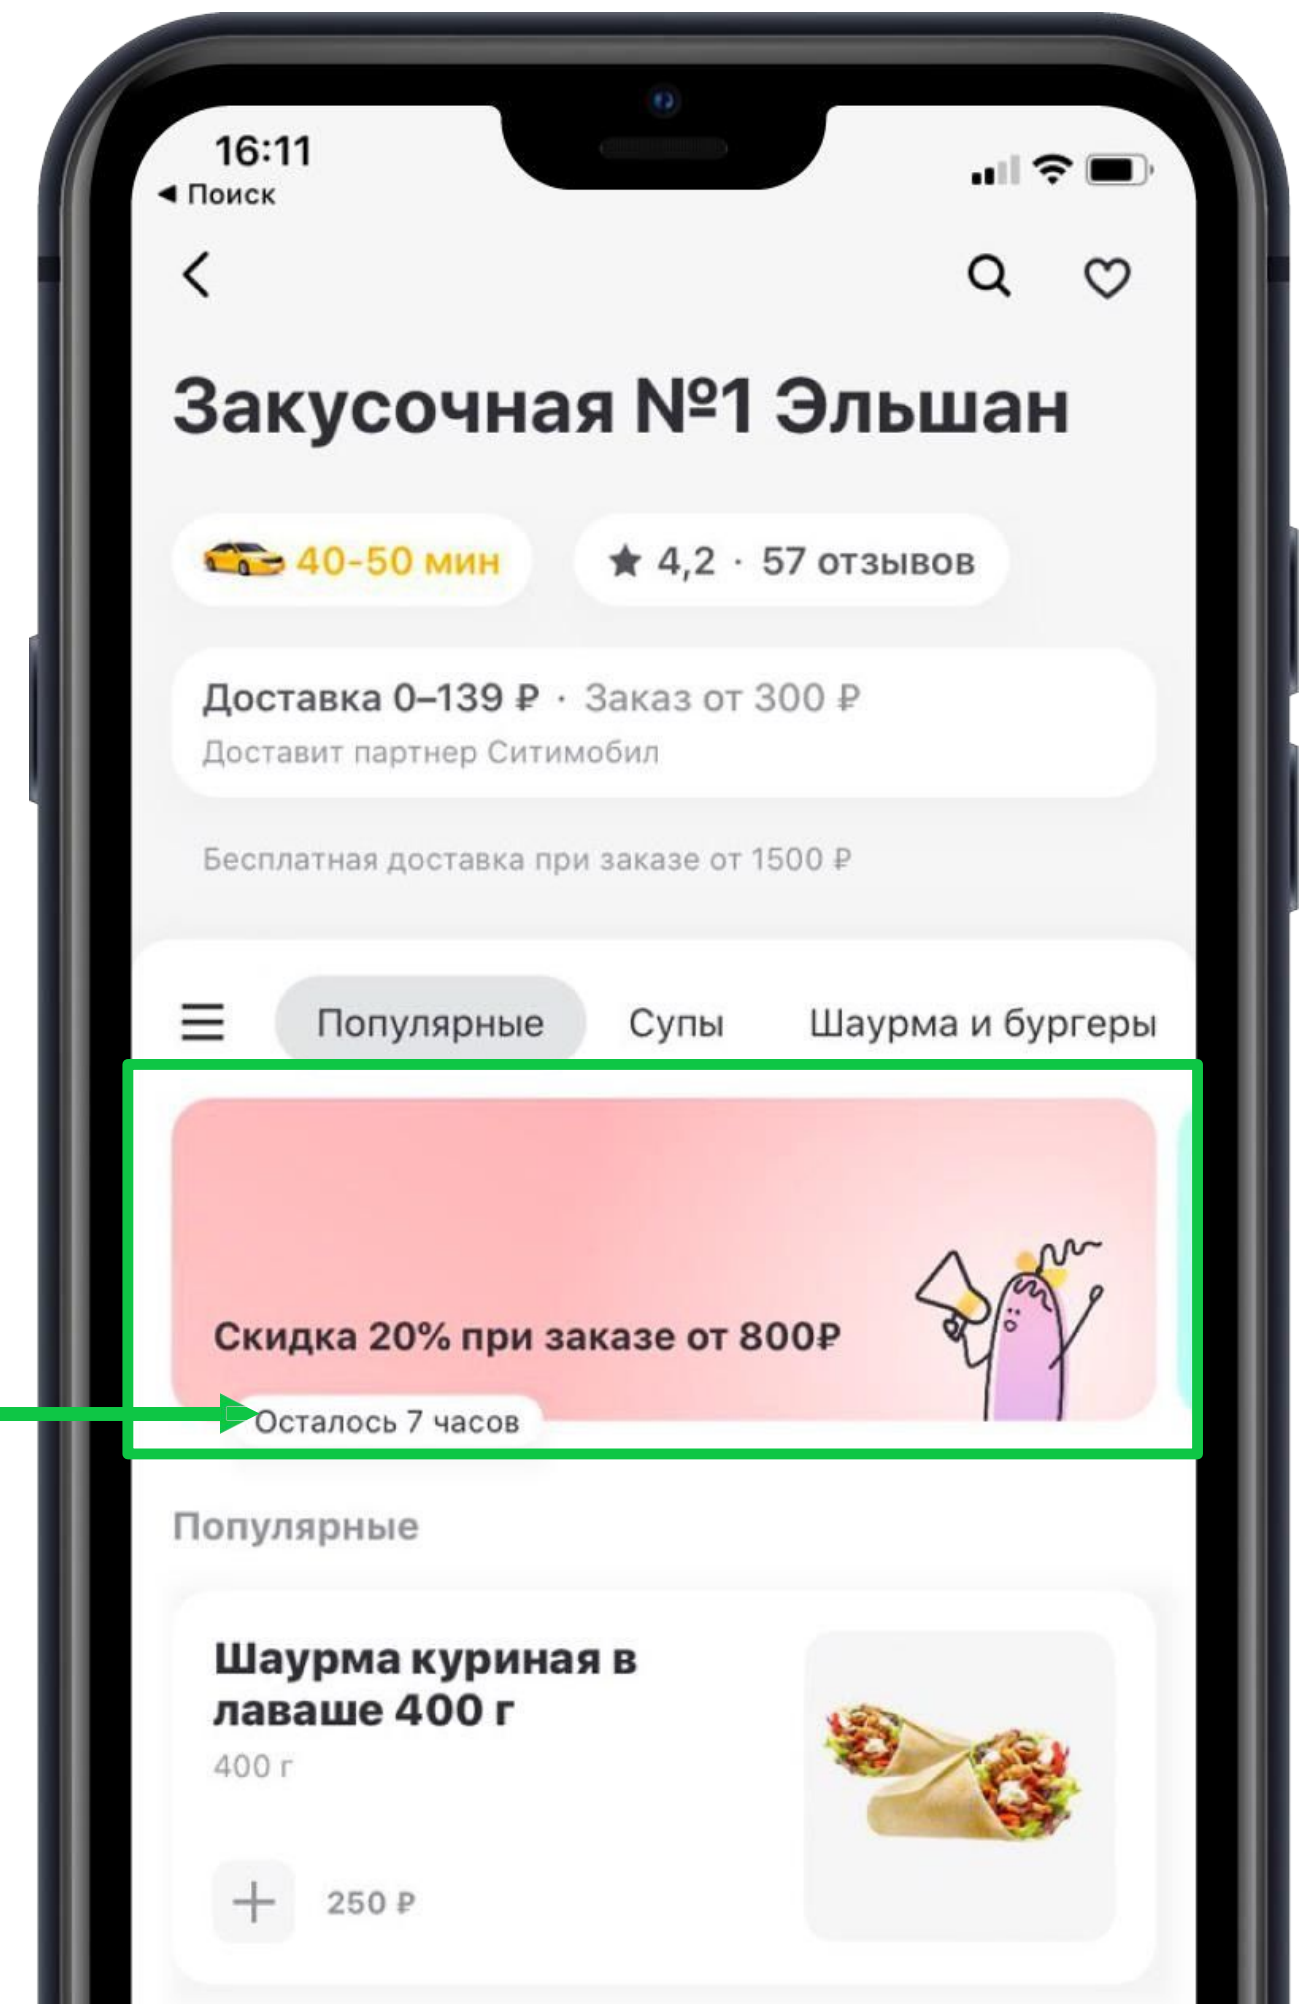 16:11
◀ Поиск
Закусочная №1 Эльшан
40-50 мин
4,2 · 57 отзывов
Доставка 0–139 ₽ · Заказ от 300 ₽
Доставит партнер Ситимобил
Бесплатная доставка при заказе от 1500 ₽
Популярные Супы Шаурма и бургеры
Скидка 20% при заказе от 800₽
Осталось 7 часов
Популярные
Шаурма куриная в
лаваше 400 г
400 г
250 ₽